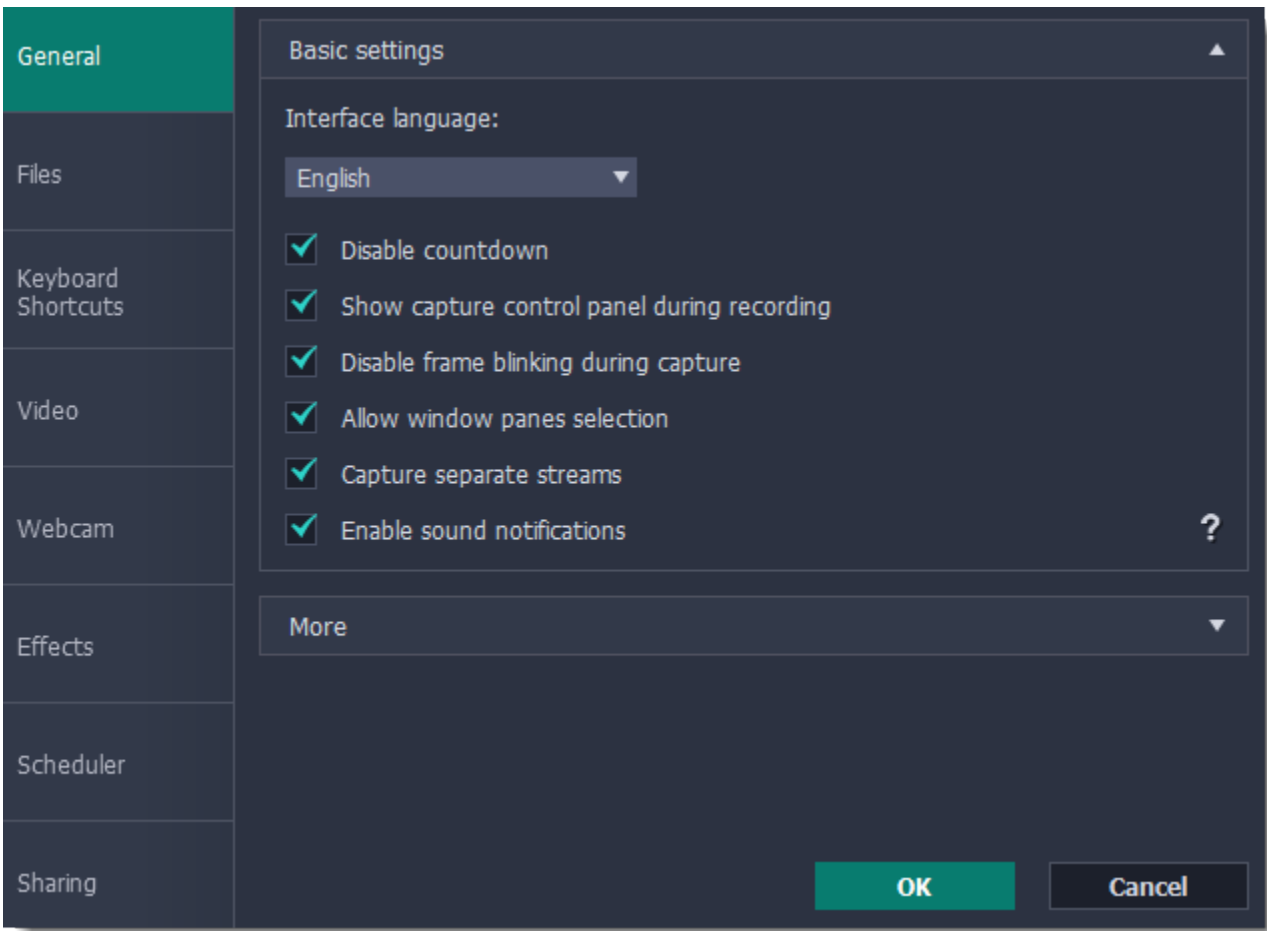 General
Files
Keyboard
Shortcuts
Video
Webcam
Effects
Scheduler
Sharing
Basic settings
Interface language:
English
Disable countdown
Show capture control panel during recording
Disable frame blinking during capture
Allow window panes selection
Capture separate streams
Enable sound notifications
?
More
OK
Cancel